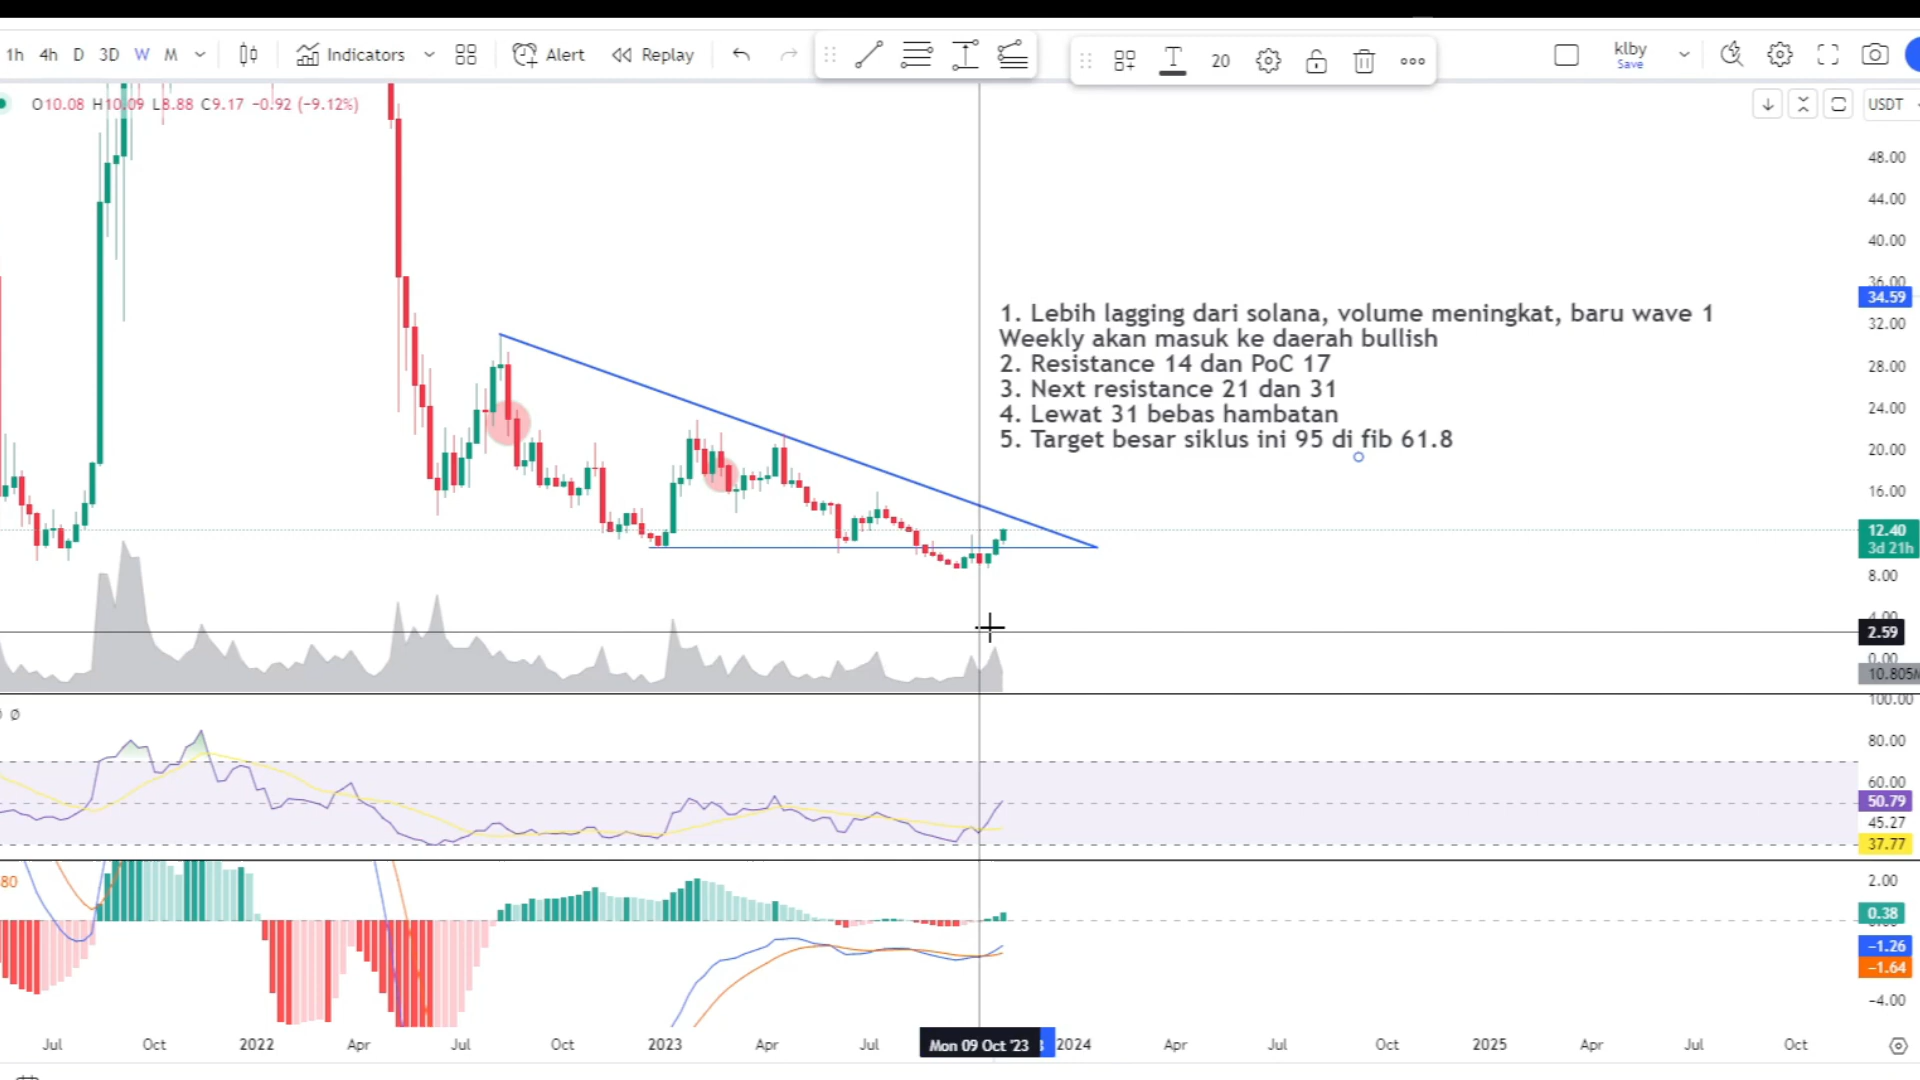 1h 4h D 3D W M Indicators Alert Replay 20 klby
Save
O10.08 H10.09 L8.88 C9.17 −0.92 (−9.12%) USDT
48.00
44.00
40.00
36.00
34.59
1. Lebih lagging dari solana, volume meningkat, baru wave 1
32.00
Weekly akan masuk ke daerah bullish
2. Resistance 14 dan PoC 17
28.00
3. Next resistance 21 dan 31
24.00
4. Lewat 31 bebas hambatan
5. Target besar siklus ini 95 di fib 61.8
20.00
16.00
12.40
3d 21h
8.00
4.00
2.59
0.00
10.805M
100.00
Ø
80.00
60.00
50.79
45.27
37.77
80
2.00
0.38
−1.26
−1.64
−4.00
Jul Oct 2022 Apr Jul Oct 2023 Apr Jul Mon 09 Oct '23 2024 Apr Jul Oct 2025 Apr Jul Oct